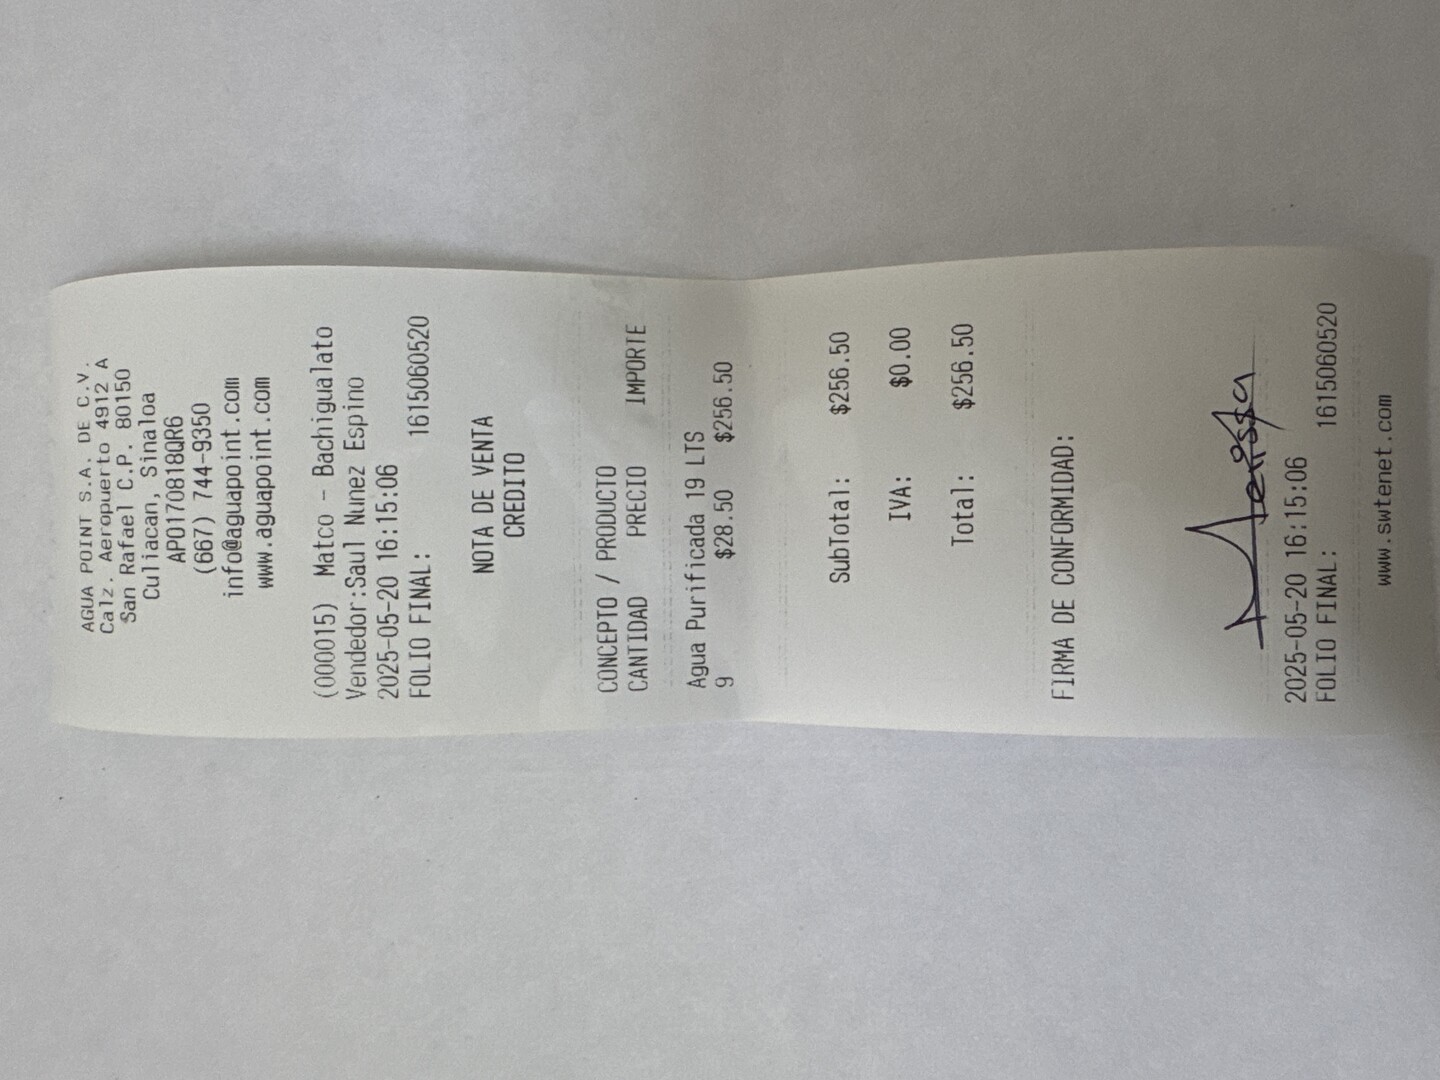 AGUA POINT S.A. DE C.V.
Calz. Aeropuerto 4912 A
San Rafael C.P. 80150
Culiacan, Sinaloa
APO170818QR6
(667) 744-9350
info@aguapoint.com
www.aguapoint.com
(000015) Matco - Bachigualato
Vendedor:Saul Nunez Espino
2025-05-20 16:15:06
FOLIO FINAL: 1615060520
NOTA DE VENTA
CREDITO
CONCEPTO / PRODUCTO
CANTIDAD PRECIO IMPORTE
Agua Purificada 19 LTS
9 $28.50 $256.50
SubTotal: $256.50
IVA: $0.00
Total: $256.50
FIRMA DE CONFORMIDAD:
2025-05-20 16:15:06
FOLIO FINAL: 1615060520
www.swtenet.com